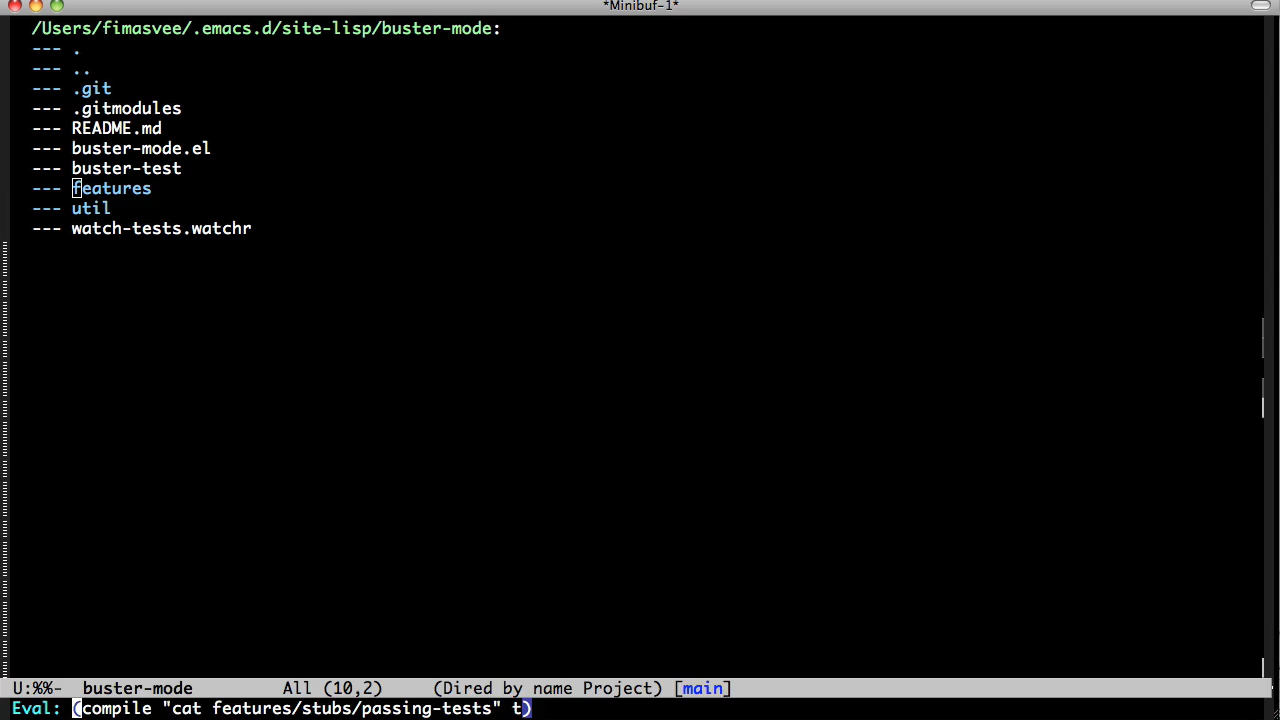 *Minibuf-1*
/Users/fimasvee/.emacs.d/site-lisp/buster-mode:
--- .
--- ..
--- .git
--- .gitmodules
--- README.md
--- buster-mode.el
--- buster-test
--- features
--- util
--- watch-tests.watchr
U:%%-  buster-mode         All (10,2)     (Dired by name Project) [main]
Eval: (compile "cat features/stubs/passing-tests" t)